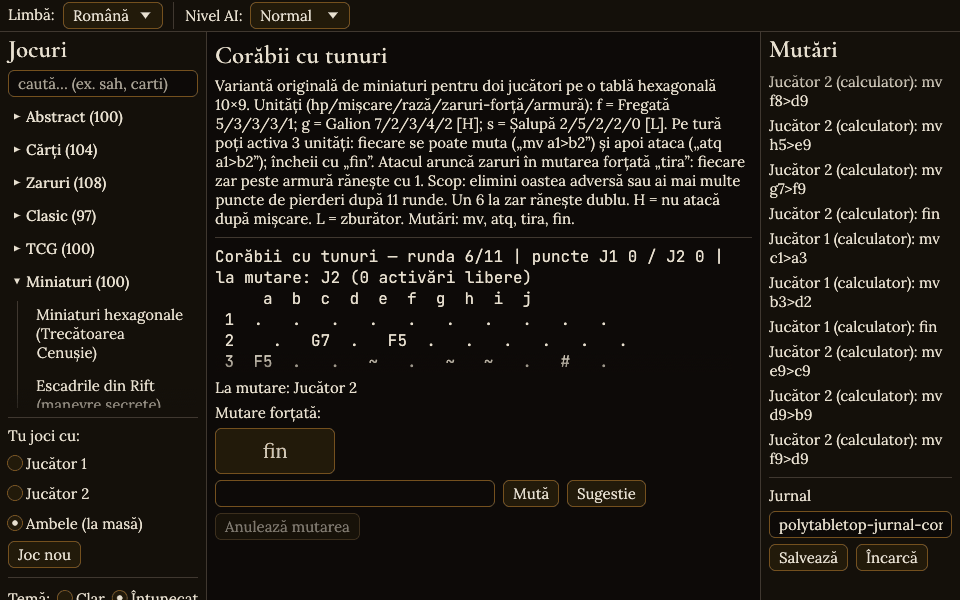 Limbă: Română ▼ Nivel AI: Normal ▼
Jocuri
caută... (ex. sah, carti)
▸ Abstract (100)
▸ Cărți (104)
▸ Zaruri (108)
▸ Clasic (97)
▸ TCG (100)
▾ Miniaturi (100)
Miniaturi hexagonale
(Trecătoarea
Cenușie)
Escadrile din Rift
(manevre secrete)
Tu joci cu:
Jucător 1
Jucător 2
Ambele (la masă)
Joc nou
Temă: Clar Întunecat
Corăbii cu tunuri
Variantă originală de miniaturi pentru doi jucători pe o tablă hexagonală
10×9. Unități (hp/mișcare/rază/zaruri-forță/armură): f = Fregată
5/3/3/3/1; g = Galion 7/2/3/4/2 [H]; s = Șalupă 2/5/2/2/0 [L]. Pe tură
poți activa 3 unități: fiecare se poate muta („mv a1>b2”) și apoi ataca („atq
a1>b2”); închei cu „fin”. Atacul aruncă zaruri în mutarea forțată „tira”: fiecare
zar peste armură rănește cu 1. Scop: elimini oastea adversă sau ai mai multe
puncte de pierderi după 11 runde. Un 6 la zar rănește dublu. H = nu atacă
după mișcare. L = zburător. Mutări: mv, atq, tira, fin.
Corăbii cu tunuri — runda 6/11 | puncte J1 0 / J2 0 |
la mutare: J2 (0 activări libere)
a b c d e f g h i j
1 . . . . . . . . . .
2 . G7 . F5 . . . . . .
3 F5 . . ~ . ~ ~ . # .
La mutare: Jucător 2
Mutare forțată:
fin
Mută Sugestie
Anulează mutarea
Mutări
Jucător 2 (calculator): mv
f8>d9
Jucător 2 (calculator): mv
h5>e9
Jucător 2 (calculator): mv
g7>f9
Jucător 2 (calculator): fin
Jucător 1 (calculator): mv
c1>a3
Jucător 1 (calculator): mv
b3>d2
Jucător 1 (calculator): fin
Jucător 2 (calculator): mv
e9>c9
Jucător 2 (calculator): mv
d9>b9
Jucător 2 (calculator): mv
f9>d9
Jurnal
polytabletop-jurnal-cor
Salvează Încarcă